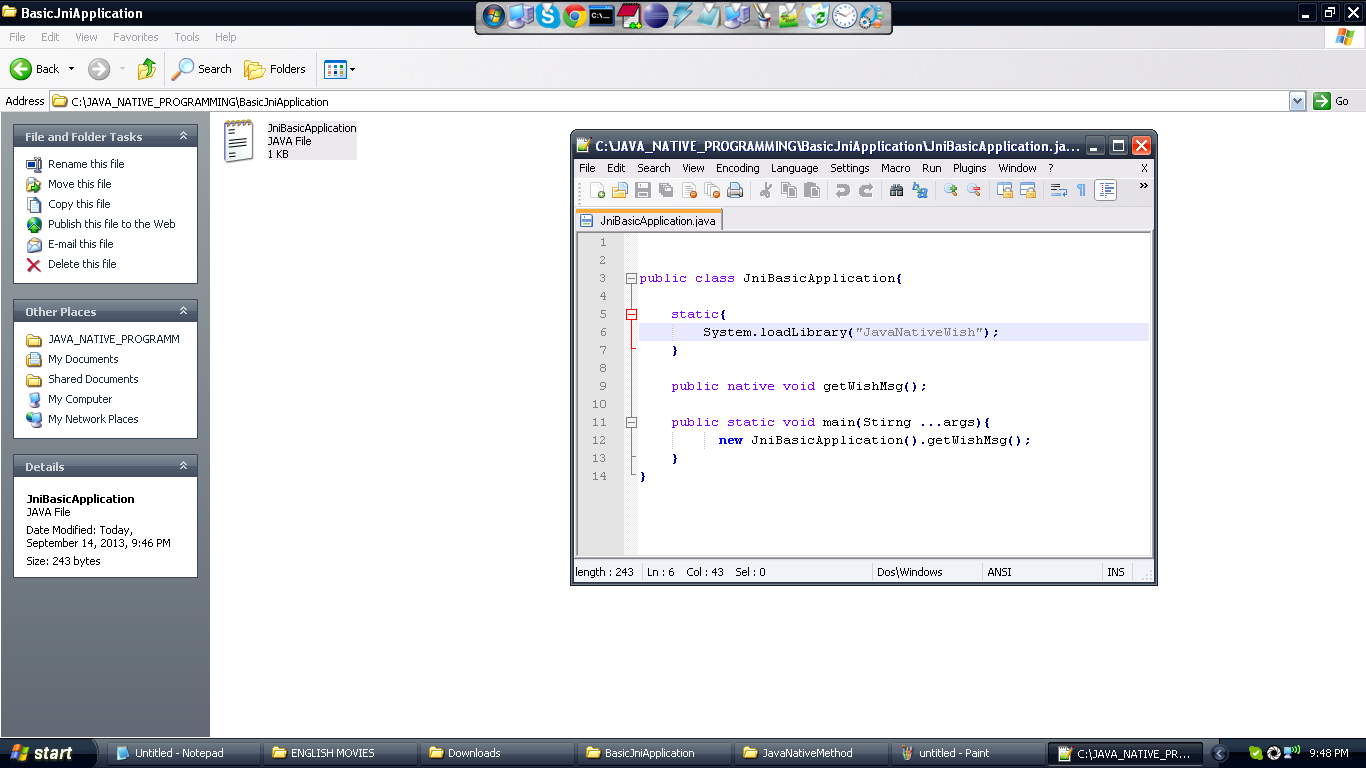 BasicJniApplication
File Edit View Favorites Tools Help
Back Search Folders
Address C:\JAVA_NATIVE_PROGRAMMING\BasicJniApplication Go
File and Folder Tasks
Rename this file
Move this file
Copy this file
Publish this file to the Web
E-mail this file
Delete this file
Other Places
JAVA_NATIVE_PROGRAMM
My Documents
Shared Documents
My Computer
My Network Places
Details
JniBasicApplication
JAVA File
Date Modified: Today,
September 14, 2013, 9:46 PM
Size: 243 bytes
JniBasicApplication
JAVA File
1 KB
C:\JAVA_NATIVE_PROGRAMMING\BasicJniApplication\JniBasicApplication.ja...
File Edit Search View Encoding Language Settings Macro Run Plugins Window ? X
JniBasicApplication.java
1
2
3 public class JniBasicApplication{
4
5 static{
6 System.loadLibrary("JavaNativeWish");
7 }
8
9 public native void getWishMsg();
10
11 public static void main(Stirng ...args){
12 new JniBasicApplication().getWishMsg();
13 }
14 }
length : 243 Ln : 6 Col : 43 Sel : 0 Dos\Windows ANSI INS
start Untitled - Notepad ENGLISH MOVIES Downloads BasicJniApplication JavaNativeMethod untitled - Paint C:\JAVA_NATIVE_PR... 9:48 PM